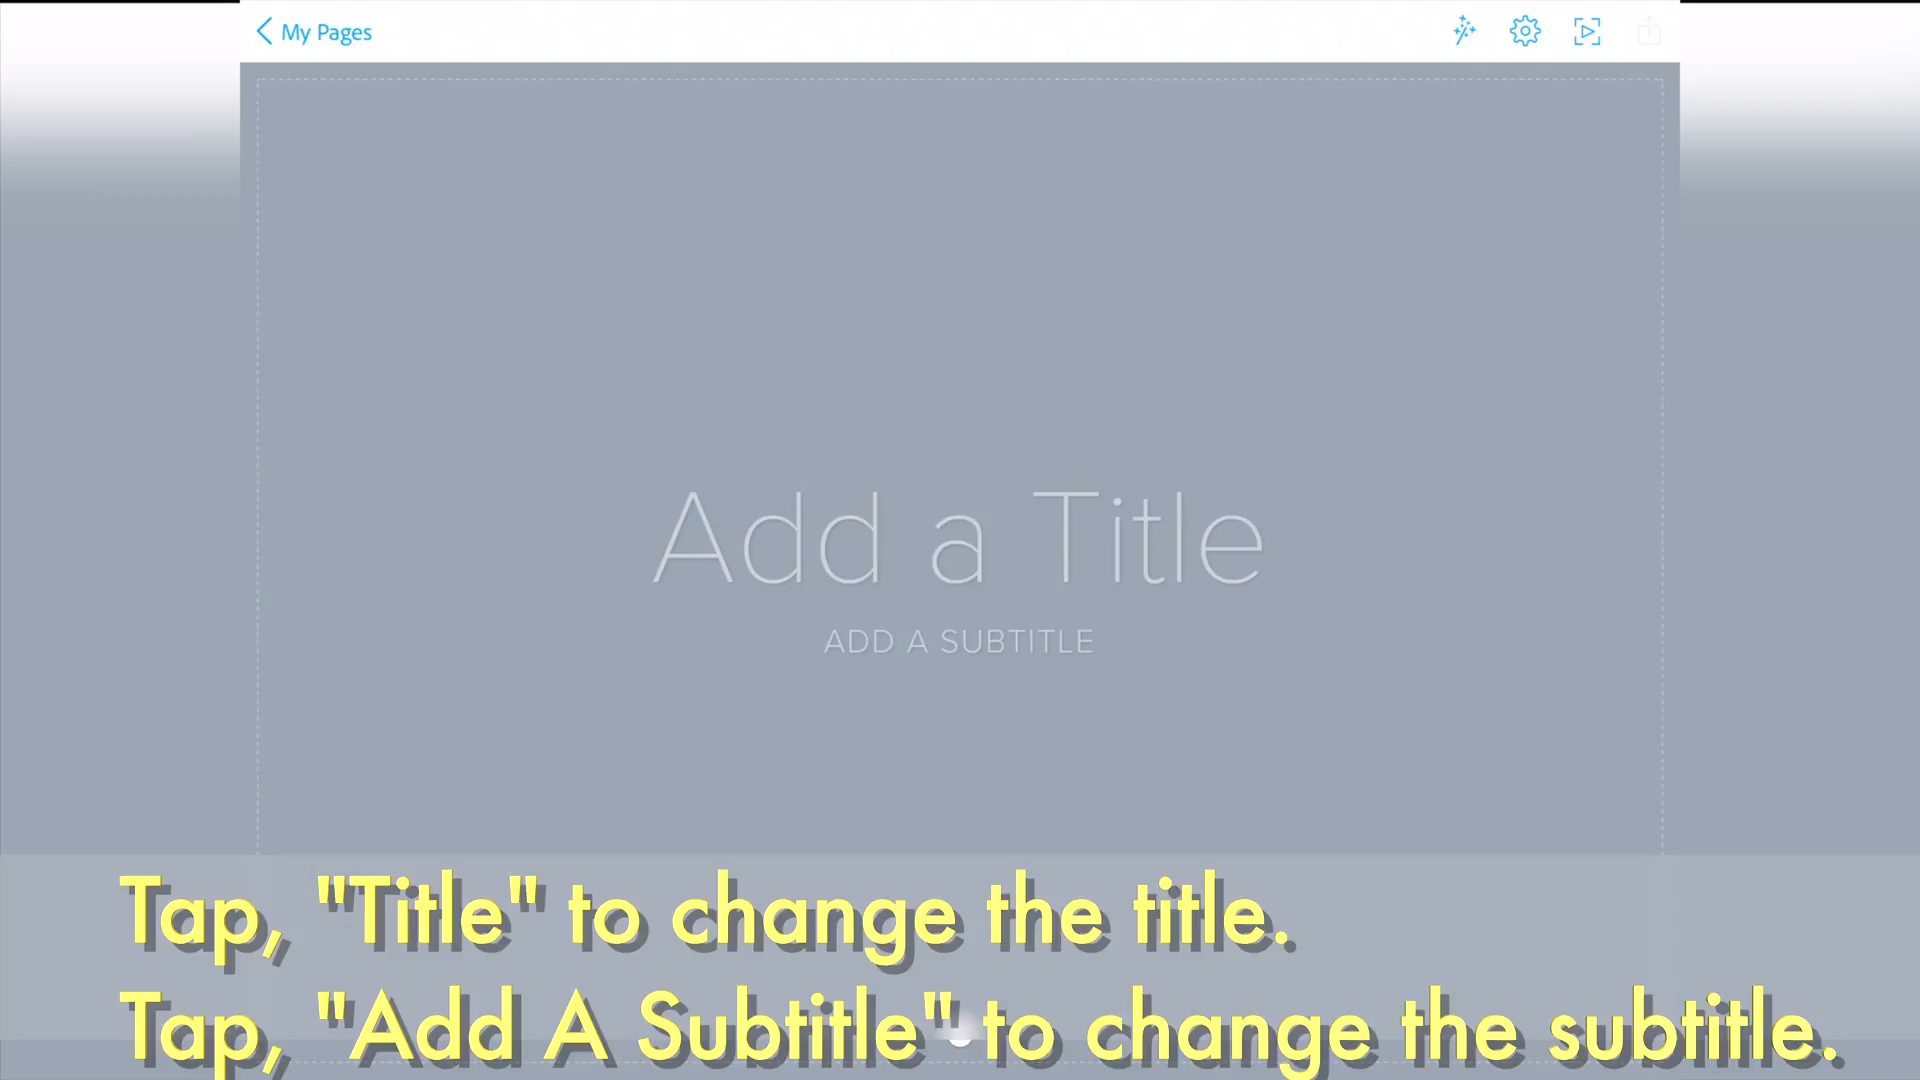 My Pages
Add a Title
ADD A SUBTITLE
Tap, "Title" to change the title.
Tap, "Add A Subtitle" to change the subtitle.